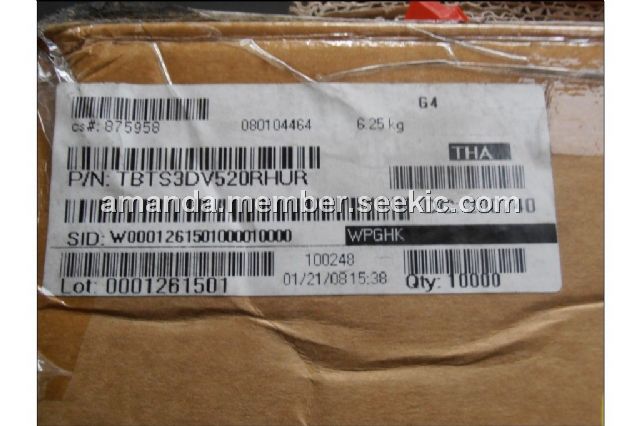 G4
cs#: 875958 080104464 6.25 kg
THA
P/N: TBTS3DV520RHUR
amanda.member.seekic.com
SID: W0001261501000010000 WPGHK
100248
Lot: 0001261501 01/21/08 15:38 Qty: 10000